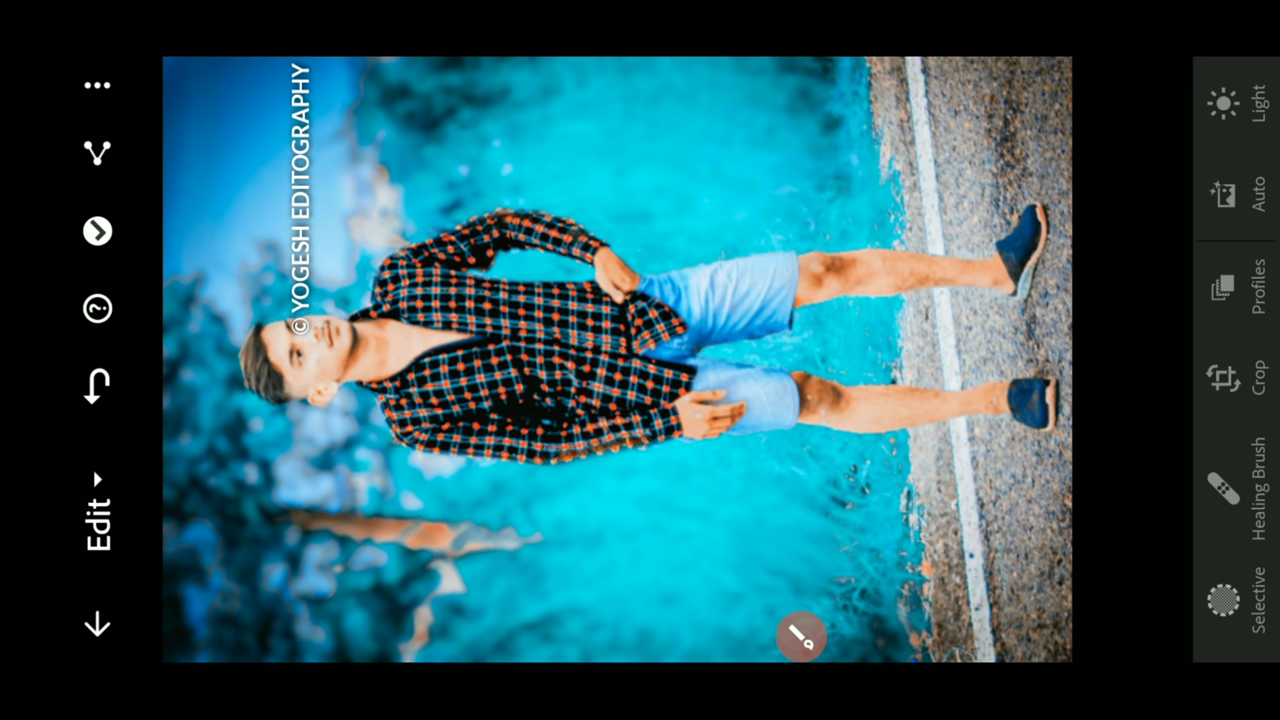 Edit
© YOGESH EDITOGRAPHY
Selective
Healing Brush
Crop
Profiles
Auto
Light